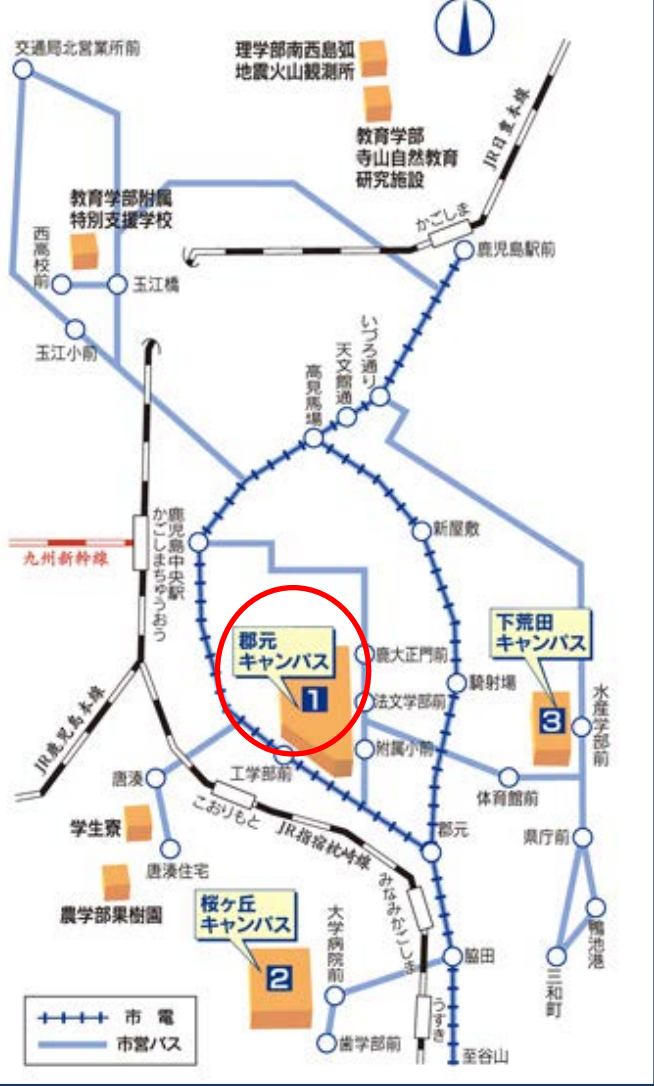 交通局北営業所前
理学部南西島弧
地震火山観測所
教育学部
寺山自然教育
研究施設
JR日豊本線
教育学部附属
特別支援学校
かごしま
鹿児島駅前
西高校前
玉江橋
玉江小前
いづろ通り
天文館通
高見馬場
新屋敷
鹿児島中央駅
かごしまちゅうおう
九州新幹線
郡元
キャンパス
1
鹿大正門前
法文学部前
附属小前
工学部前
騎射場
下荒田
キャンパス
3
水産学部前
体育館前
JR鹿児島本線
唐湊
こおりもと
JR指宿枕崎線
郡元
県庁前
学生寮
唐湊住宅
農学部果樹園
みなみかごしま
鴨池港
三和町
桜ヶ丘
キャンパス
2
大学病院前
脇田
歯学部前
うすき
至谷山
市電
市営バス